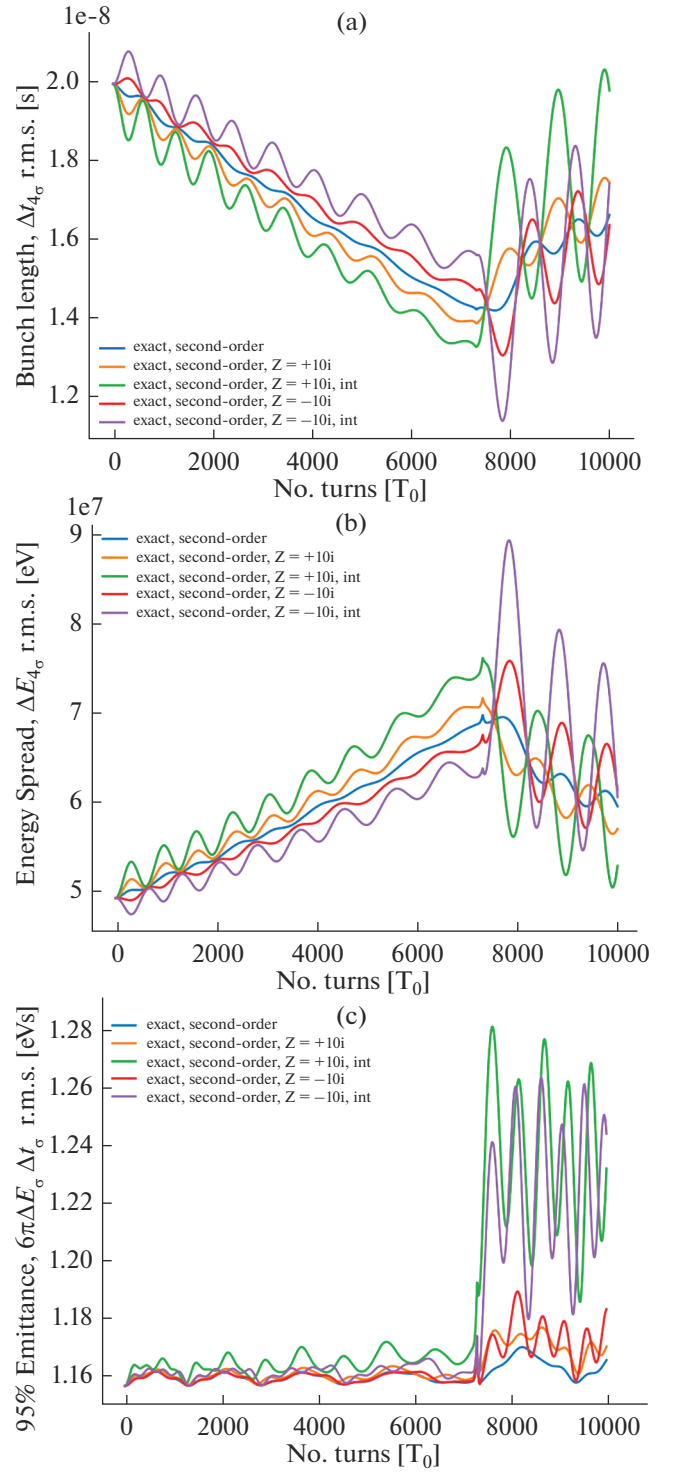 1e-8
(a)
2.0
1.8
1.6
1.4
1.2
Bunch length, Δt₄σ r.m.s. [s]
exact, second-order
exact, second-order, Z = +10i
exact, second-order, Z = +10i, int
exact, second-order, Z = −10i
exact, second-order, Z = −10i, int
0 2000 4000 6000 8000 10000
No. turns [T₀]
1e7
(b)
9
8
7
6
5
Energy Spread, ΔE₄σ r.m.s. [eV]
exact, second-order
exact, second-order, Z = +10i
exact, second-order, Z = +10i, int
exact, second-order, Z = −10i
exact, second-order, Z = −10i, int
0 2000 4000 6000 8000 10000
No. turns [T₀]
(c)
1.28
1.26
1.24
1.22
1.20
1.18
1.16
95% Emittance, 6πΔEσ Δtσ r.m.s. [eVs]
exact, second-order
exact, second-order, Z = +10i
exact, second-order, Z = +10i, int
exact, second-order, Z = −10i
exact, second-order, Z = −10i, int
0 2000 4000 6000 8000 10000
No. turns [T₀]